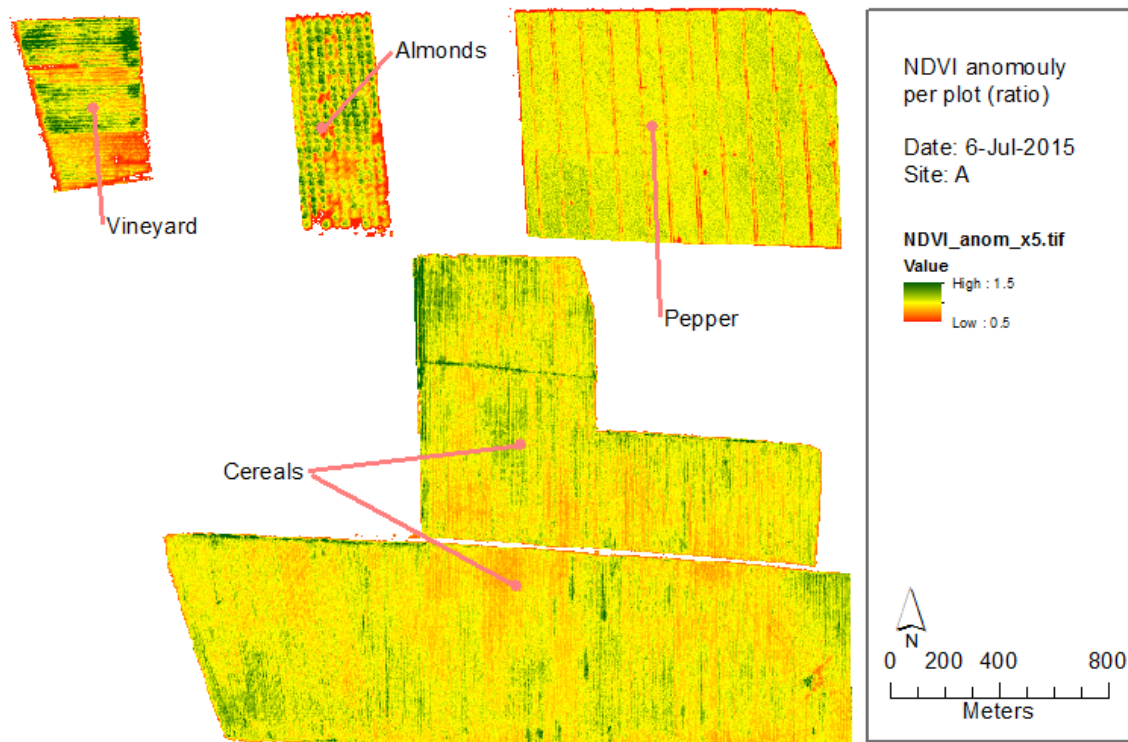 Almonds
Vineyard
Pepper
Cereals
NDVI anomouly
per plot (ratio)
Date: 6-Jul-2015
Site: A
NDVI_anom_x5.tif
Value
High : 1.5
Low : 0.5
N
0 200 400 800
Meters